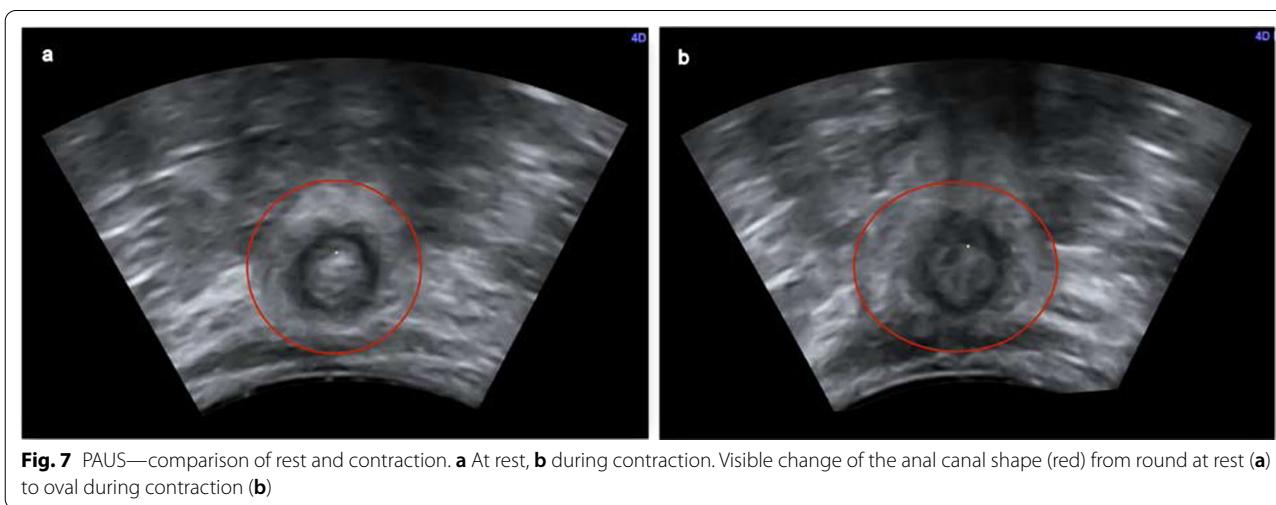 a
4D
b
4D
Fig. 7 PAUS—comparison of rest and contraction. a At rest, b during contraction. Visible change of the anal canal shape (red) from round at rest (a)
to oval during contraction (b)